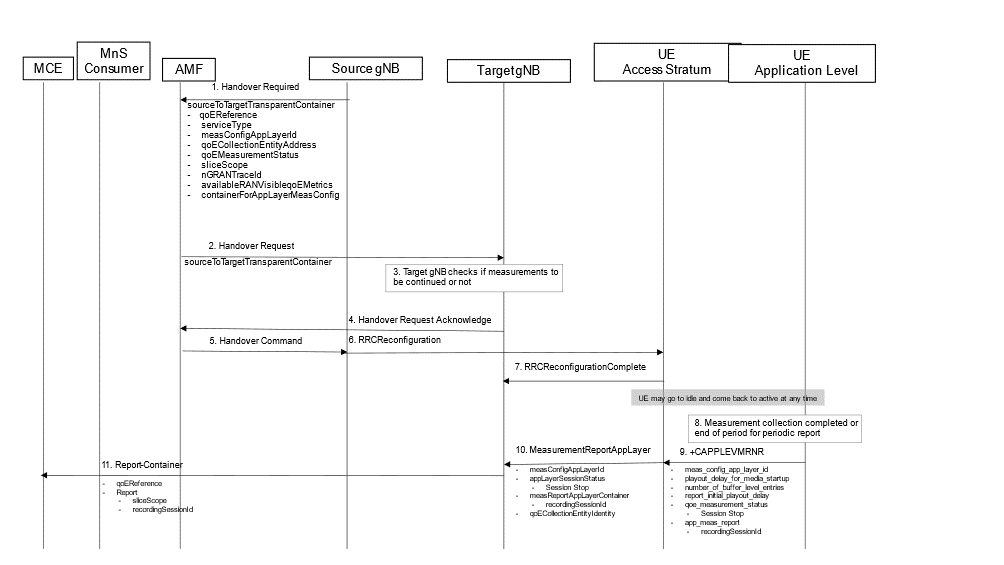 MCE
MnS
Consumer
AMF
Source gNB
Target gNB
UE
Access Stratum
UE
Application Level
1. Handover Required
sourceToTargetTransparentContainer
- qoEReference
- serviceType
- measConfigAppLayerId
- qoECollectionEntityAddress
- qoEMeasurementStatus
- sliceScope
- nGRANTraceId
- availableRANVisibleqoEMetrics
- containerForAppLayerMeasConfig
2. Handover Request
sourceToTargetTransparentContainer
3. Target gNB checks if measurements to
be continued or not
4. Handover Request Acknowledge
5. Handover Command
6. RRCReconfiguration
7. RRCReconfigurationComplete
UE may go to idle and come back to active at any time
8. Measurement collection completed or
end of period for periodic report
9. +CAPPLEVMRNR
- meas_config_app_layer_id
- playout_delay_for_media_startup
- number_of_buffer_level_entries
- report_initial_playout_delay
- qoe_measurement_status
- Session Stop
- app_meas_report
- recordingSessionId
10. MeasurementReportAppLayer
- measConfigAppLayerId
- appLayerSessionStatus
- Session Stop
- measReportAppLayerContainer
- recordingSessionId
- qoECollectionEntityIdentity
11. Report-Container
- qoEReference
- Report
- sliceScope
- recordingSessionId